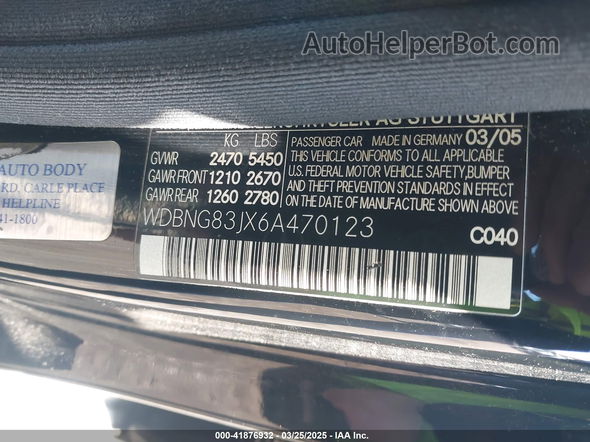 AutoHelperBot.com
AG STUTTGART
KG LBS
GVWR 2470 5450
GAWR FRONT 1210 2670
GAWR REAR 1260 2780
PASSENGER CAR MADE IN GERMANY 03/05
THIS VEHICLE CONFORMS TO ALL APPLICABLE
U.S. FEDERAL MOTOR VEHICLE SAFETY,BUMPER
AND THEFT PREVENTION STANDARDS IN EFFECT
ON THE DATE OF MANUFACTURE SHOWN ABOVE.
WDBNG83JX6A470123
C040
AUTO BODY
RD, CARLE PLACE
HELPLINE
41-1800
000-41876932 - 03/25/2025 - IAA Inc.